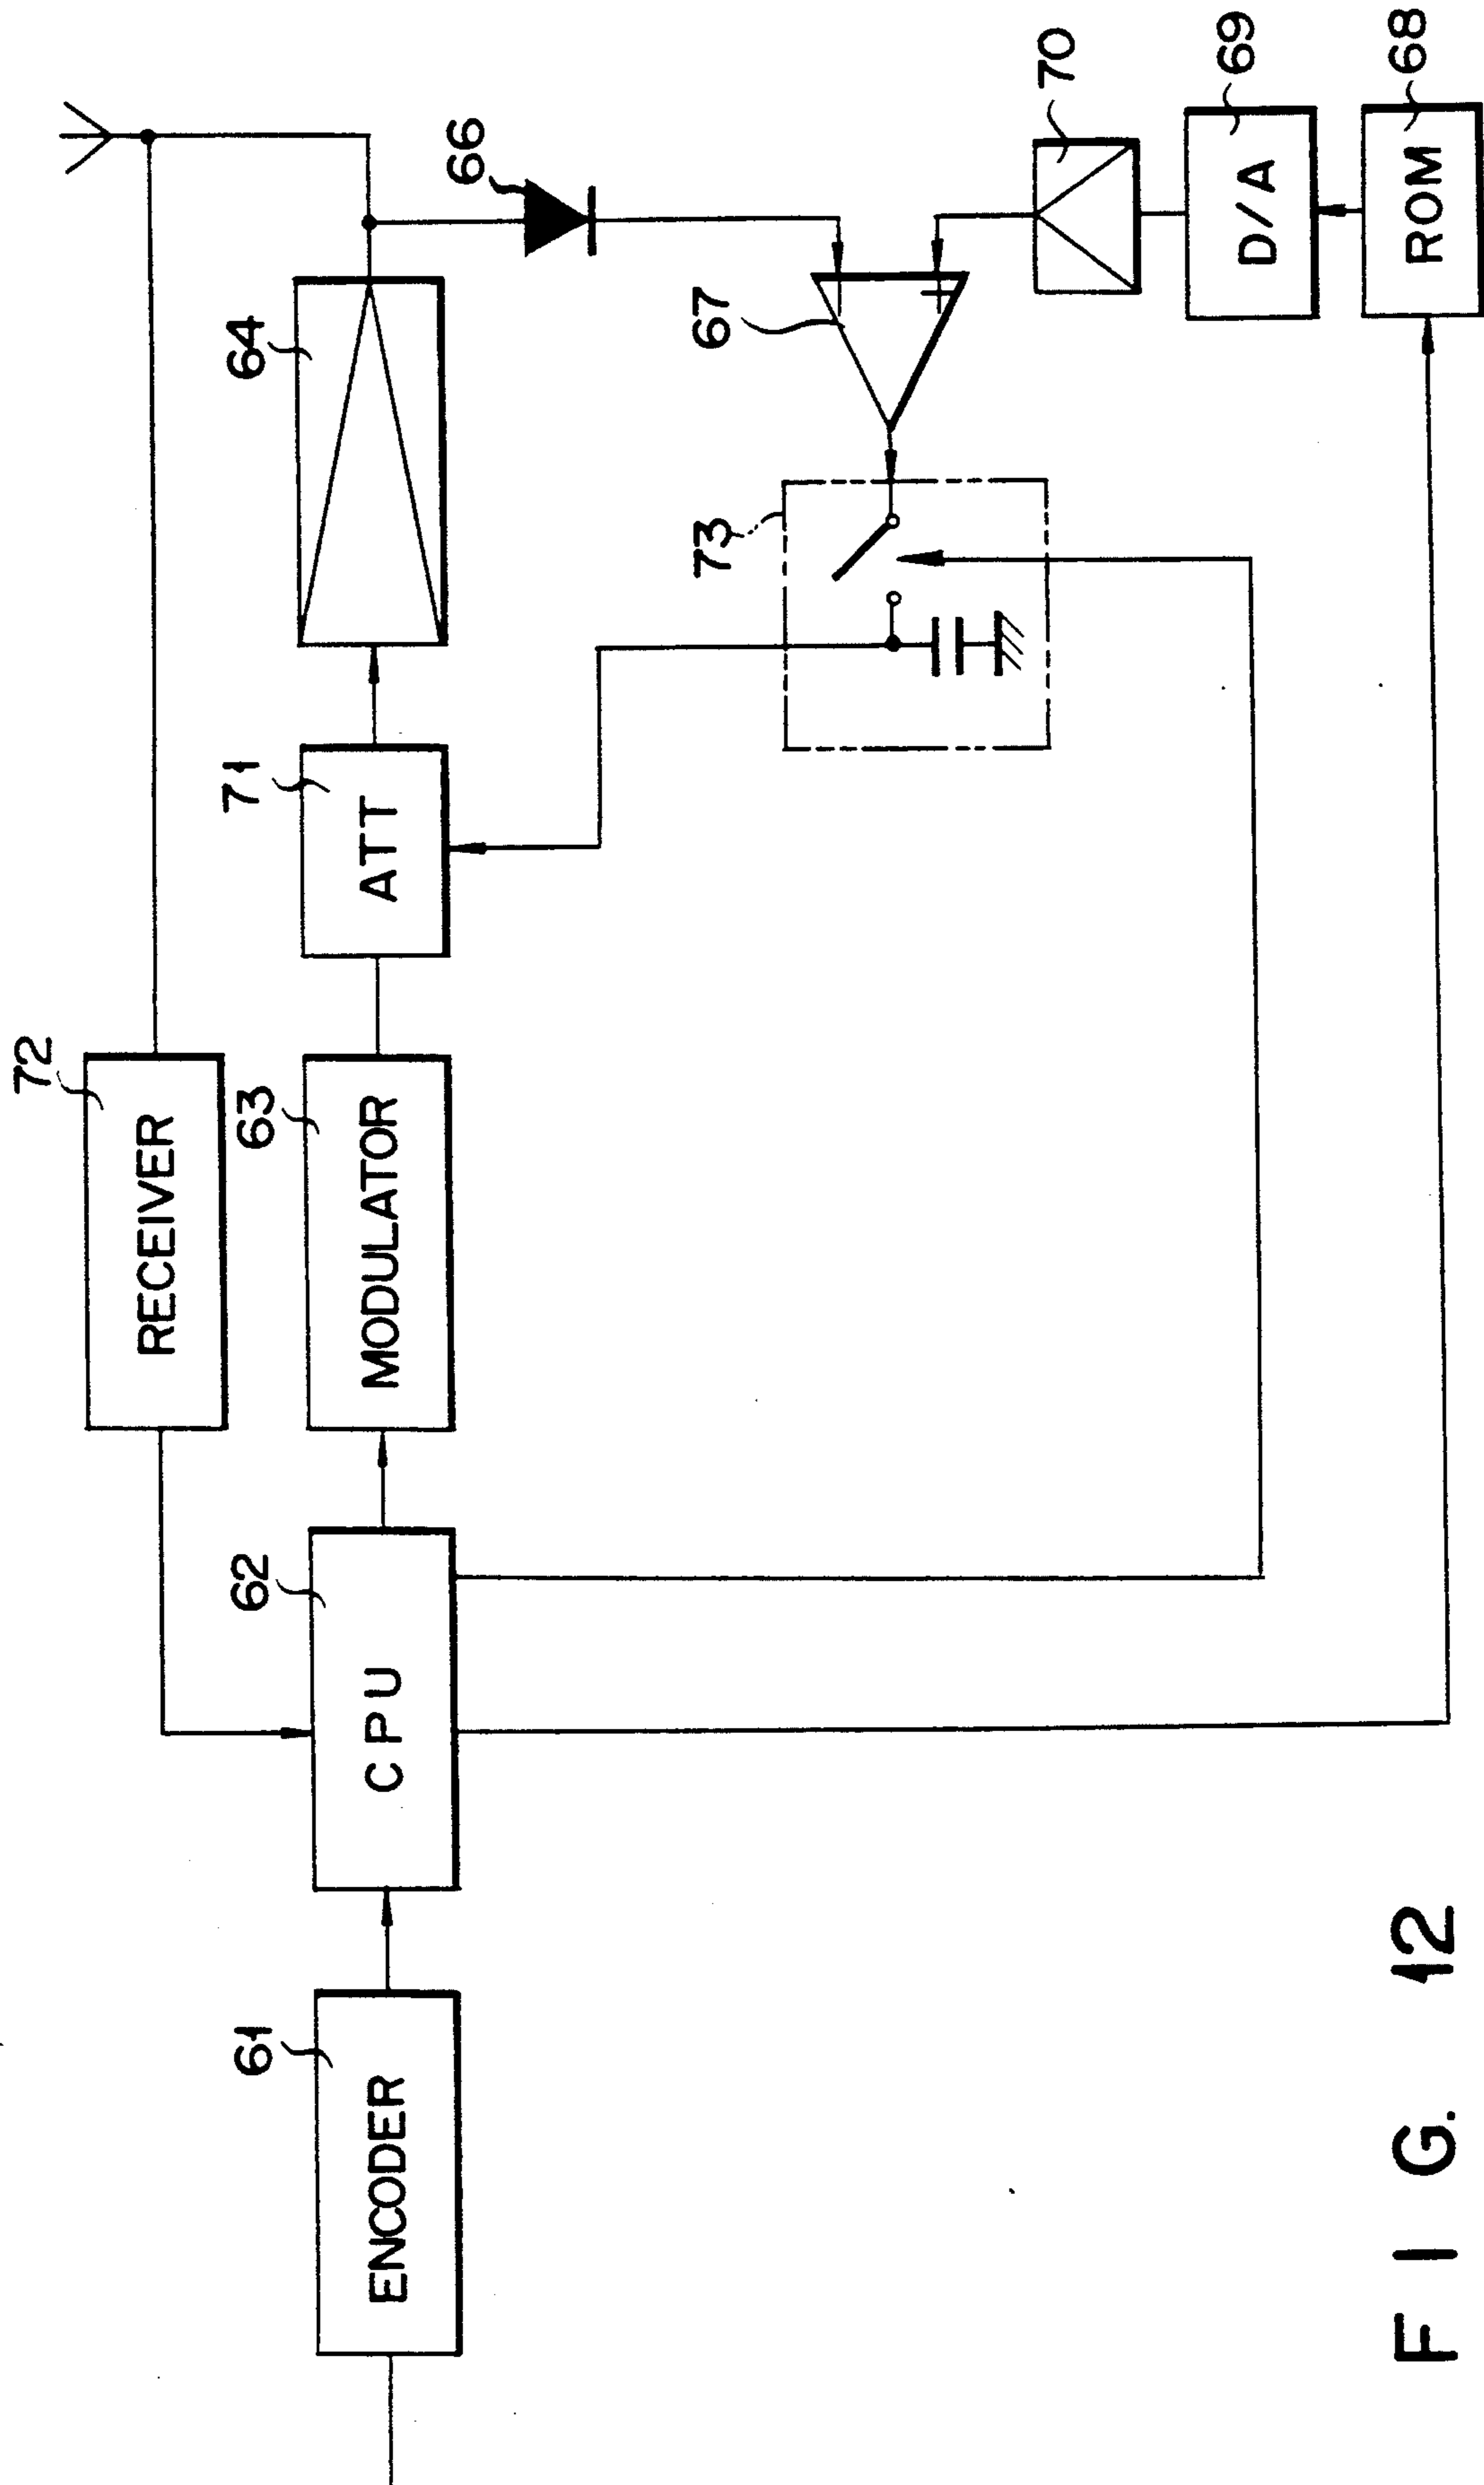 72
RECEIVER
61
ENCODER
62
CPU
63
MODULATOR
71
ATT
64
66
67
73
70
69
D/A
68
ROM
FIG. 12